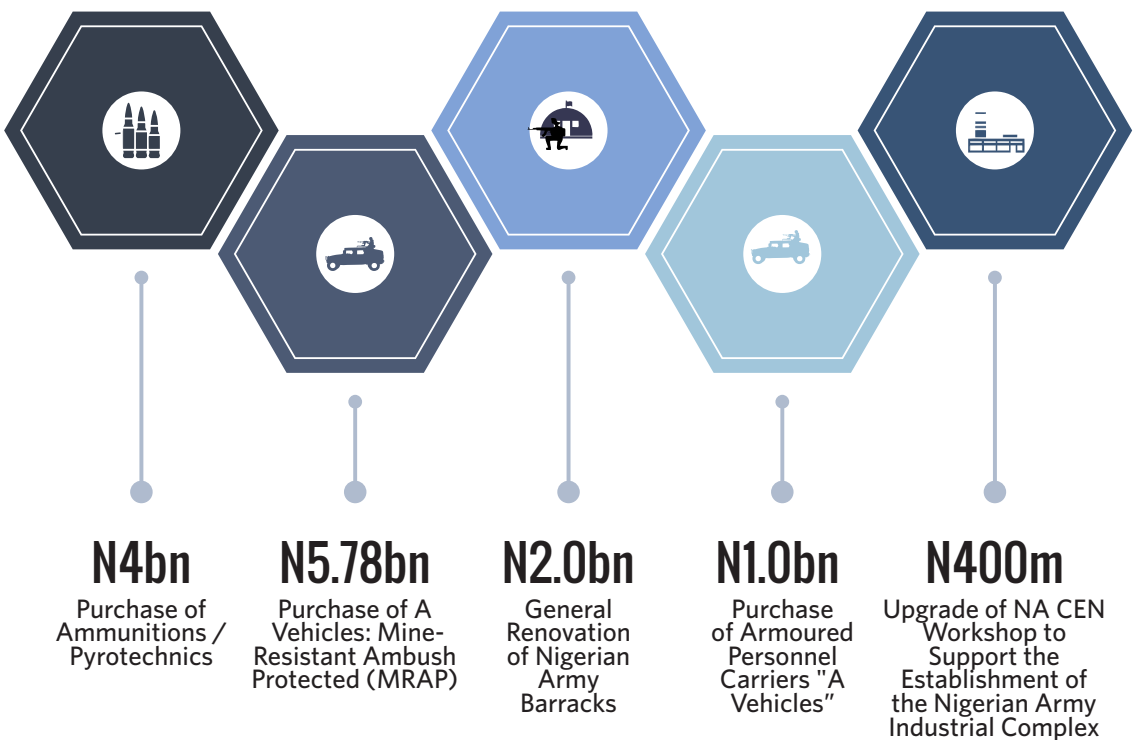 N4bn
Purchase of
Ammunitions /
Pyrotechnics
N5.78bn
Purchase of A
Vehicles: Mine-
Resistant Ambush
Protected (MRAP)
N2.0bn
General
Renovation
of Nigerian
Army
Barracks
N1.0bn
Purchase
of Armoured
Personnel
Carriers "A
Vehicles”
N400m
Upgrade of NA CEN
Workshop to
Support the
Establishment of
the Nigerian Army
Industrial Complex